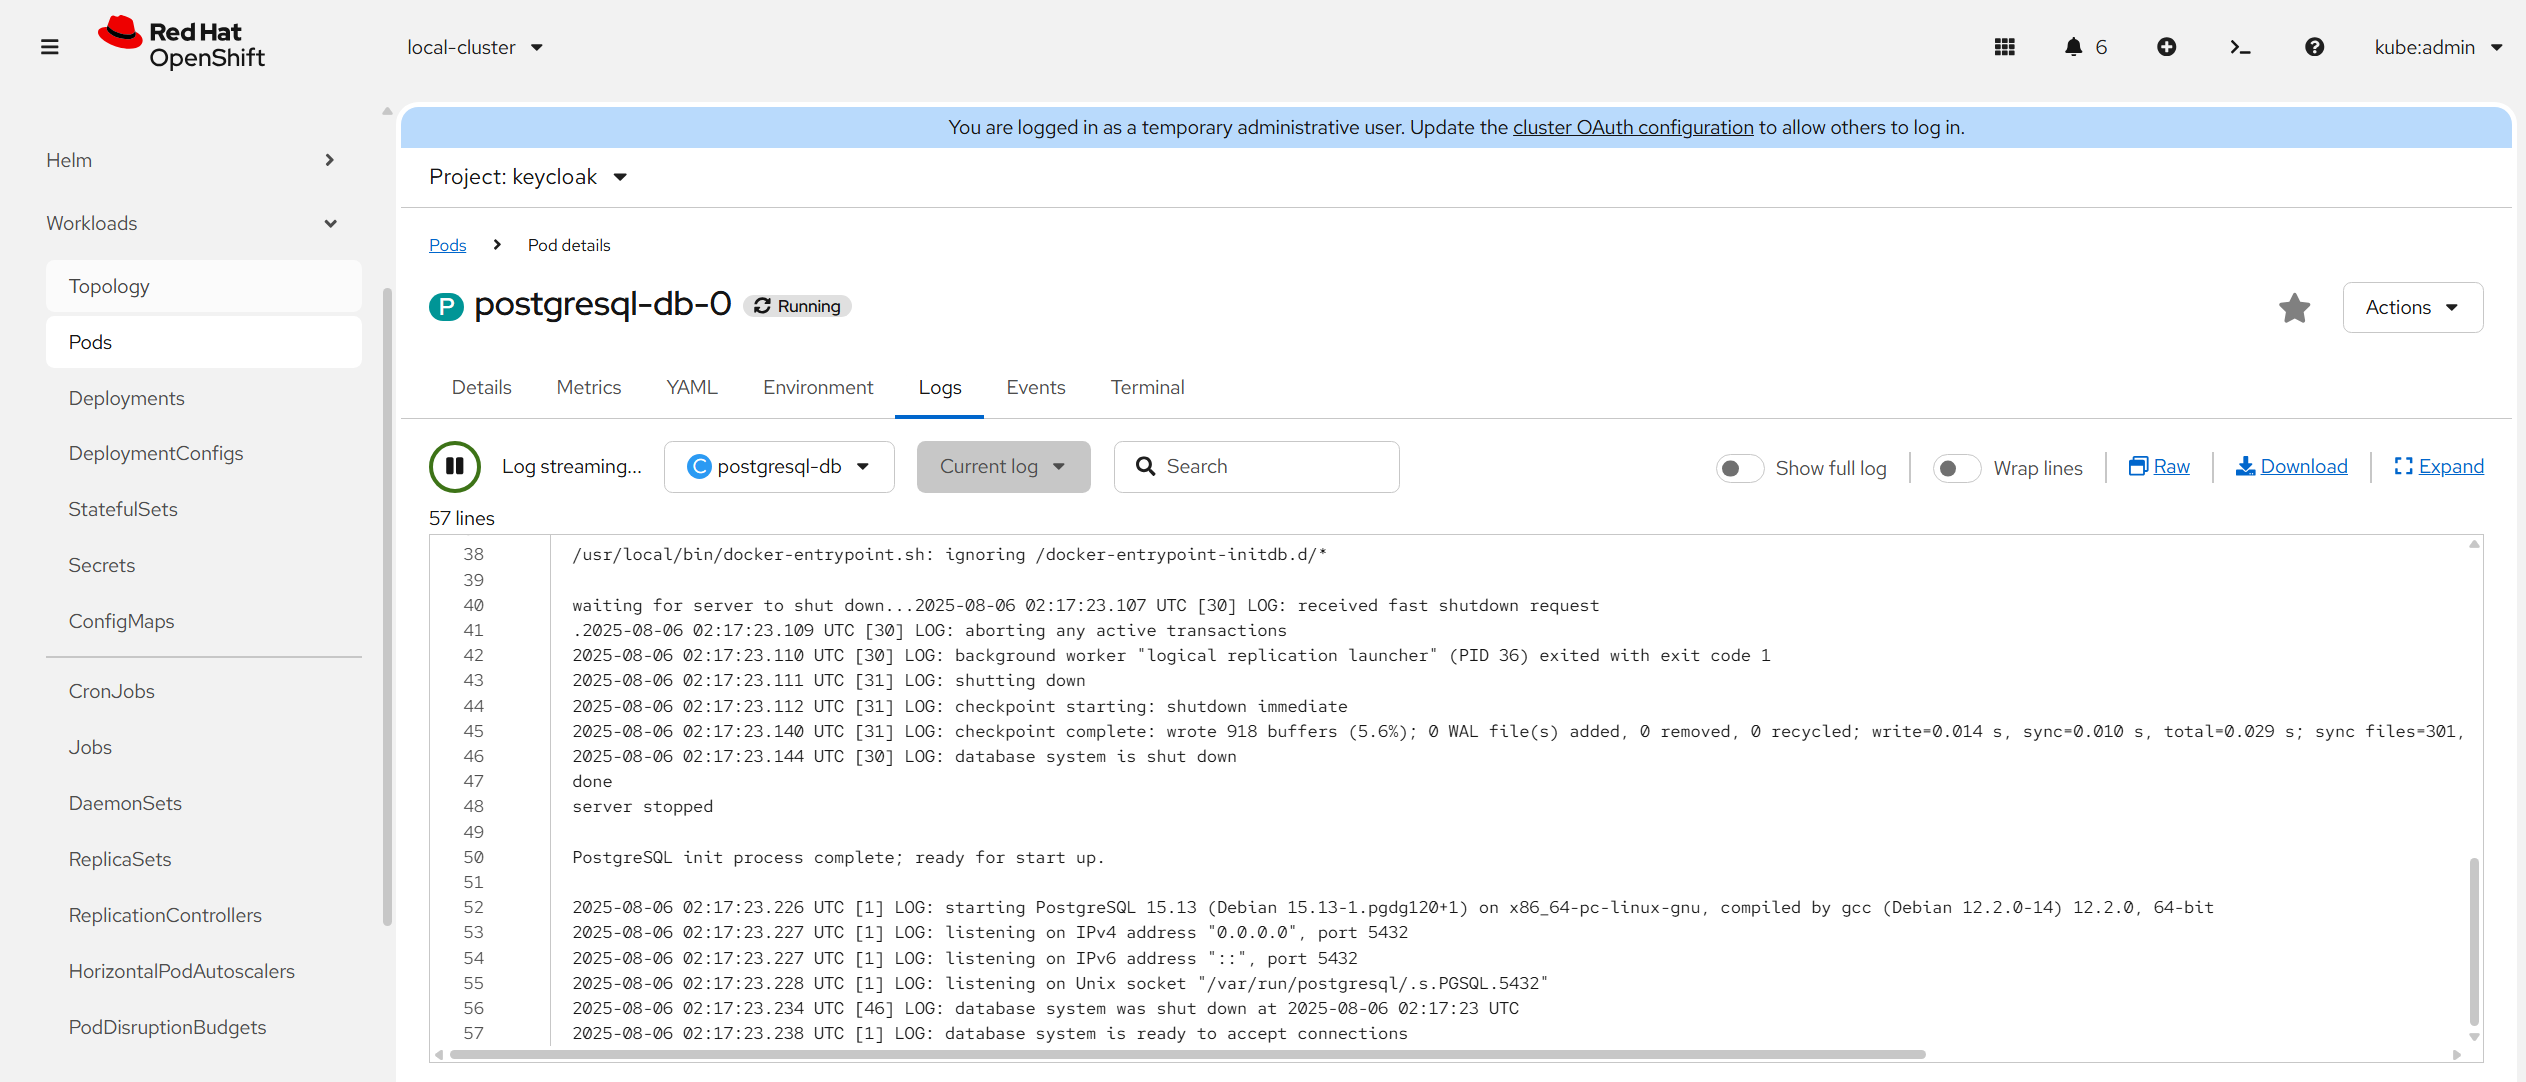 Red Hat
OpenShift
local-cluster
6
kube:admin
Helm
Workloads
Topology
Pods
Deployments
DeploymentConfigs
StatefulSets
Secrets
ConfigMaps
CronJobs
Jobs
DaemonSets
ReplicaSets
ReplicationControllers
HorizontalPodAutoscalers
PodDisruptionBudgets
You are logged in as a temporary administrative user. Update the cluster OAuth configuration to allow others to log in.
Project: keycloak
Pods > Pod details
P postgresql-db-0 Running
Actions
Details Metrics YAML Environment Logs Events Terminal
Log streaming... C postgresql-db Current log Search Show full log Wrap lines Raw Download Expand
57 lines
38 /usr/local/bin/docker-entrypoint.sh: ignoring /docker-entrypoint-initdb.d/*
39
40 waiting for server to shut down...2025-08-06 02:17:23.107 UTC [30] LOG: received fast shutdown request
41 .2025-08-06 02:17:23.109 UTC [30] LOG: aborting any active transactions
42 2025-08-06 02:17:23.110 UTC [30] LOG: background worker "logical replication launcher" (PID 36) exited with exit code 1
43 2025-08-06 02:17:23.111 UTC [31] LOG: shutting down
44 2025-08-06 02:17:23.112 UTC [31] LOG: checkpoint starting: shutdown immediate
45 2025-08-06 02:17:23.140 UTC [31] LOG: checkpoint complete: wrote 918 buffers (5.6%); 0 WAL file(s) added, 0 removed, 0 recycled; write=0.014 s, sync=0.010 s, total=0.029 s; sync files=301,
46 2025-08-06 02:17:23.144 UTC [30] LOG: database system is shut down
47 done
48 server stopped
49
50 PostgreSQL init process complete; ready for start up.
51
52 2025-08-06 02:17:23.226 UTC [1] LOG: starting PostgreSQL 15.13 (Debian 15.13-1.pgdg120+1) on x86_64-pc-linux-gnu, compiled by gcc (Debian 12.2.0-14) 12.2.0, 64-bit
53 2025-08-06 02:17:23.227 UTC [1] LOG: listening on IPv4 address "0.0.0.0", port 5432
54 2025-08-06 02:17:23.227 UTC [1] LOG: listening on IPv6 address "::", port 5432
55 2025-08-06 02:17:23.228 UTC [1] LOG: listening on Unix socket "/var/run/postgresql/.s.PGSQL.5432"
56 2025-08-06 02:17:23.234 UTC [46] LOG: database system was shut down at 2025-08-06 02:17:23 UTC
57 2025-08-06 02:17:23.238 UTC [1] LOG: database system is ready to accept connections